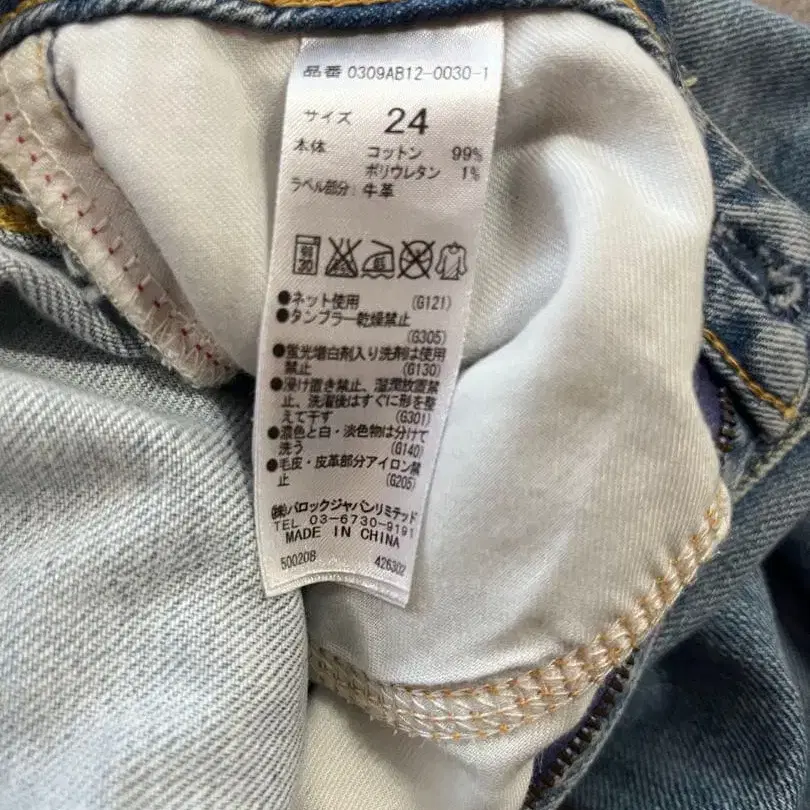 品番 0309AB12-0030-1
サイズ 24
本体 コットン 99%
ポリウレタン 1%
ラベル部分: 牛革
●ネット使用 (G121)
●タンブラー乾燥禁止
(G305)
●蛍光増白剤入り洗剤は使用
禁止 (G130)
●浸け置き禁止、湿潤放置禁
止、洗濯後はすぐに形を整
えて干す (G301)
●濃色と白・淡色物は分けて
洗う (G140)
●毛皮・皮革部分アイロン禁
止 (G205)
(株)バロックジャパンリミテッド
TEL 03-6730-9191
MADE IN CHINA
500208 426302